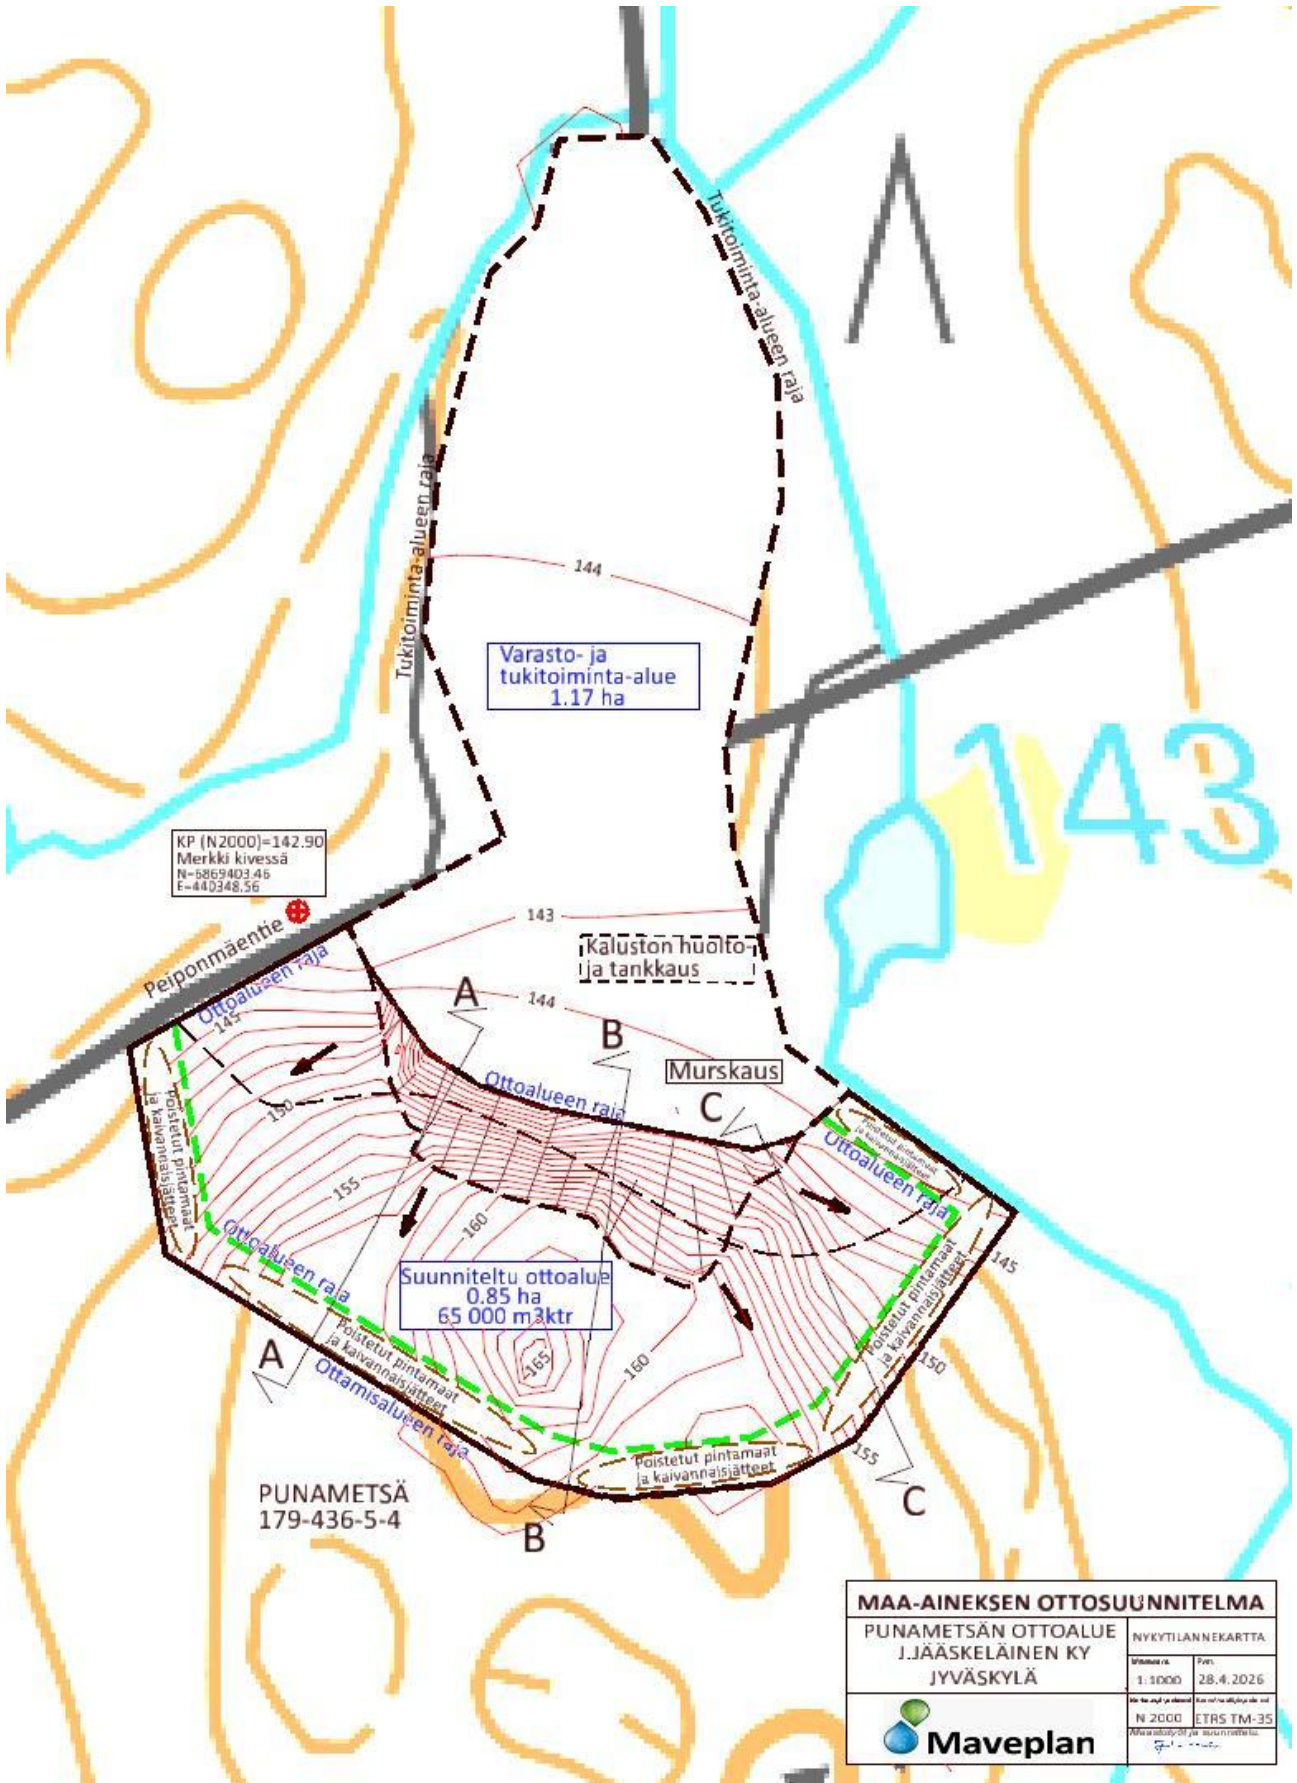 Tukitoiminta-alueen raja
Tukitoiminta-alueen raja
144
Varasto- ja
tukitoiminta-alue
1.17 ha
143
KP (N2000)=142.90
Merkki kivessä
N=6869403.46
E=440348.56
Peiponmäentie
143
Kaluston huolto-
ja tankkaus
Ottoalueen raja
145
A
144
B
Murskaus
C
Ottoalueen raja
Poistetut pintamaat
ja kaivannaisjätteet
150
Poistetut pintamaat
ja kaivannaisjätteet
Ottoalueen raja
155
160
Ottoalueen raja
Suunniteltu ottoalue
0.85 ha
65 000 m3ktr
145
Poistetut pintamaat
ja kaivannaisjätteet
150
165
160
A
Poistetut pintamaat
ja kaivannaisjätteet
Ottamisalueen raja
155
Poistetut pintamaat
ja kaivannaisjätteet
C
B
PUNAMETSÄ
179-436-5-4
MAA-AINEKSEN OTTOSUUNNITELMA
PUNAMETSÄN OTTOALUE
J.JÄÄSKELÄINEN KY
JYVÄSKYLÄ
NYKYTILANNEKARTTA
Pvm.
1:1000
28.4.2026
N 2000
ETRS TM-35
Maveplan